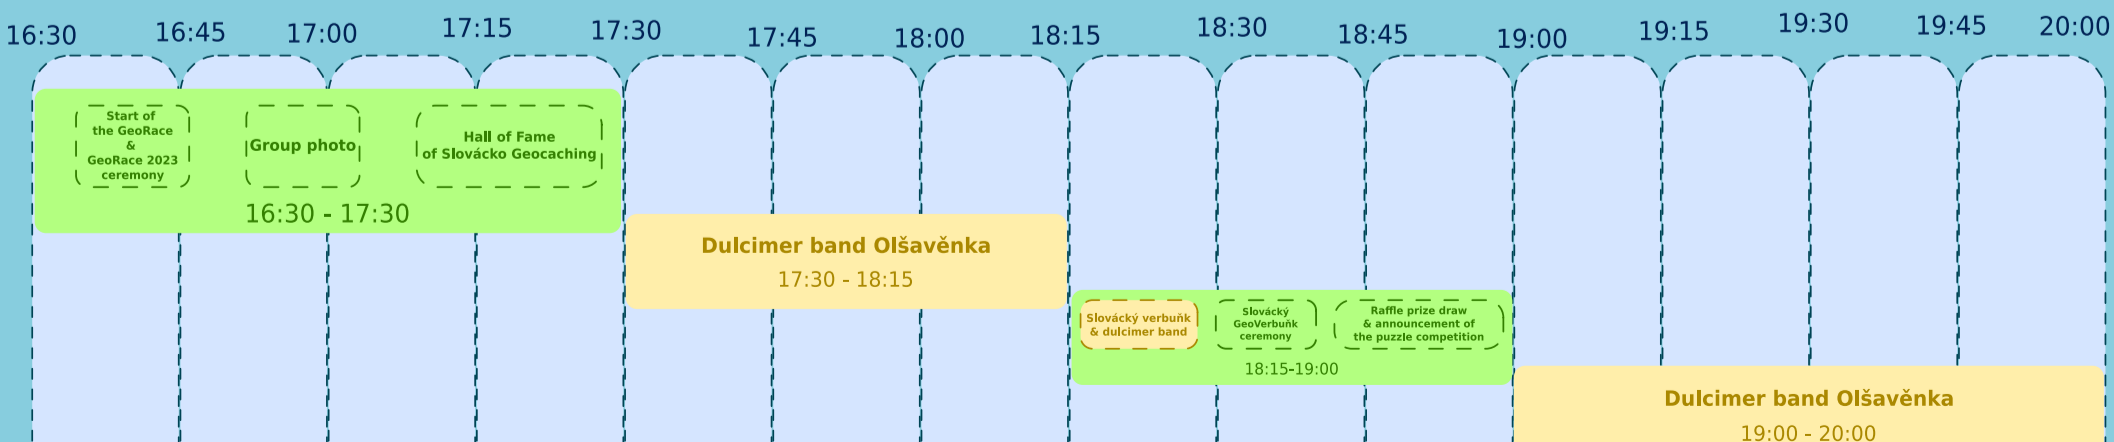 16:30
16:45
17:00
17:15
17:30
17:45
18:00
18:15
18:30
18:45
19:00
19:15
19:30
19:45
20:00
Start of
the GeoRace
&
GeoRace 2023
ceremony
Group photo
Hall of Fame
of Slovácko Geocaching
16:30 - 17:30
Dulcimer band Olšavěnka
17:30 - 18:15
Slovácký verbuňk
& dulcimer band
Slovácký
GeoVerbuňk
ceremony
Raffle prize draw
& announcement of
the puzzle competition
18:15-19:00
Dulcimer band Olšavěnka
19:00 - 20:00